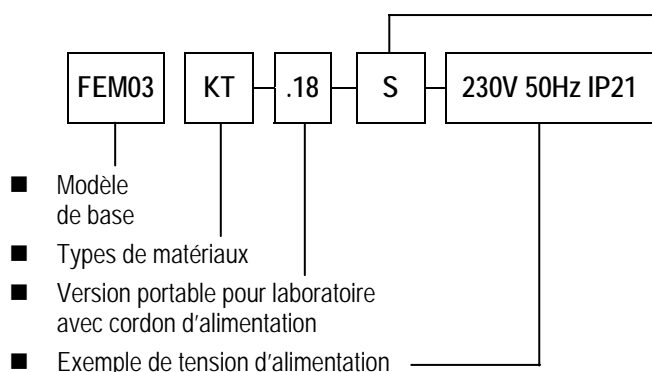 FEM03 KT .18 S 230V 50Hz IP21
■ Modèle
de base
■ Types de matériaux
■ Version portable pour laboratoire
avec cordon d'alimentation
■ Exemple de tension d'alimentation